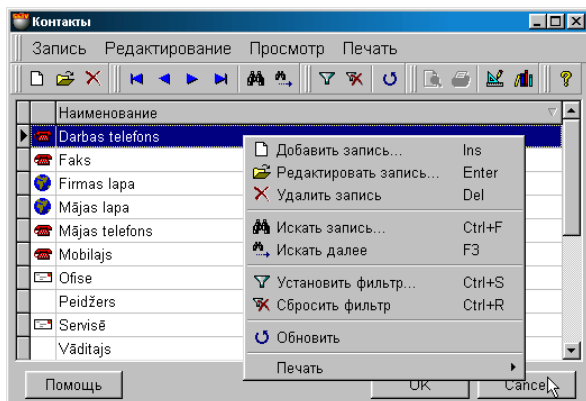 Контакты
Запись Редактирование Просмотр Печать
Наименование
Darbas telefons
Faks
Firmas lapa
Mājas lapa
Mājas telefons
Mobilajs
Ofise
Peidžers
Servisē
Vāditajs
Добавить запись... Ins
Редактировать запись... Enter
Удалить запись Del
Искать запись... Ctrl+F
Искать далее F3
Установить фильтр... Ctrl+S
Сбросить фильтр Ctrl+R
Обновить
Печать
Помощь OK Cancel